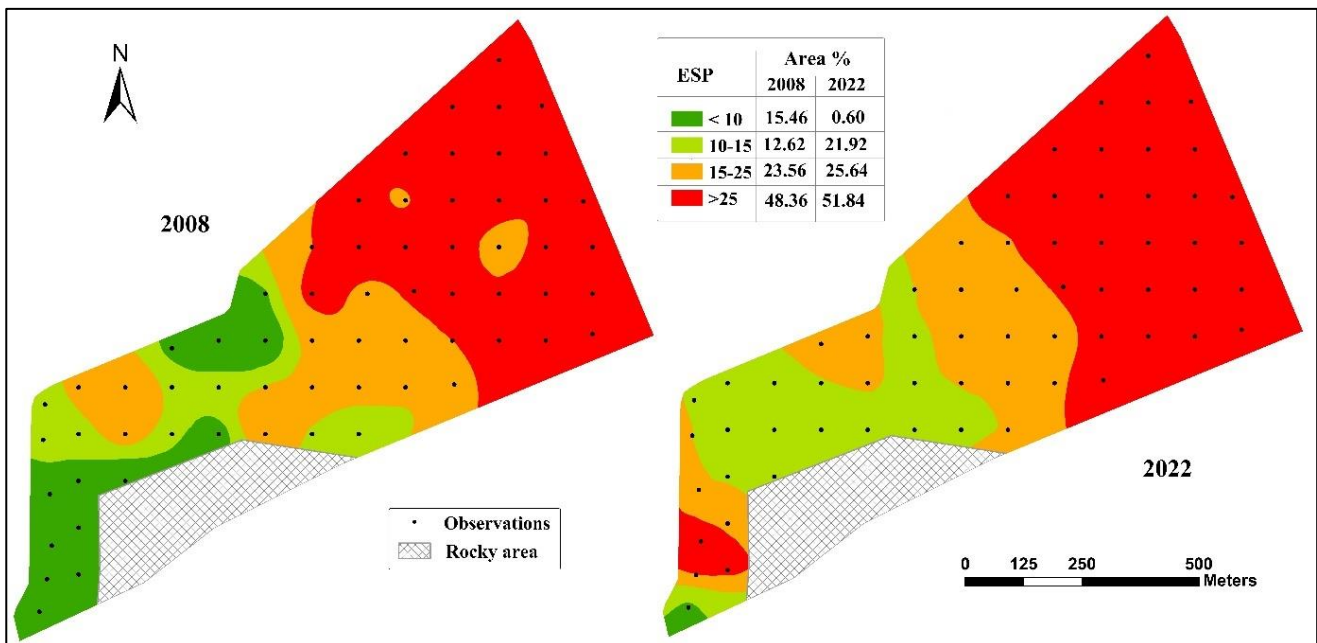 N
2008
ESP Area %
2008 2022
< 10 15.46 0.60
10-15 12.62 21.92
15-25 23.56 25.64
>25 48.36 51.84
2022
Observations
Rocky area
0 125 250 500
Meters